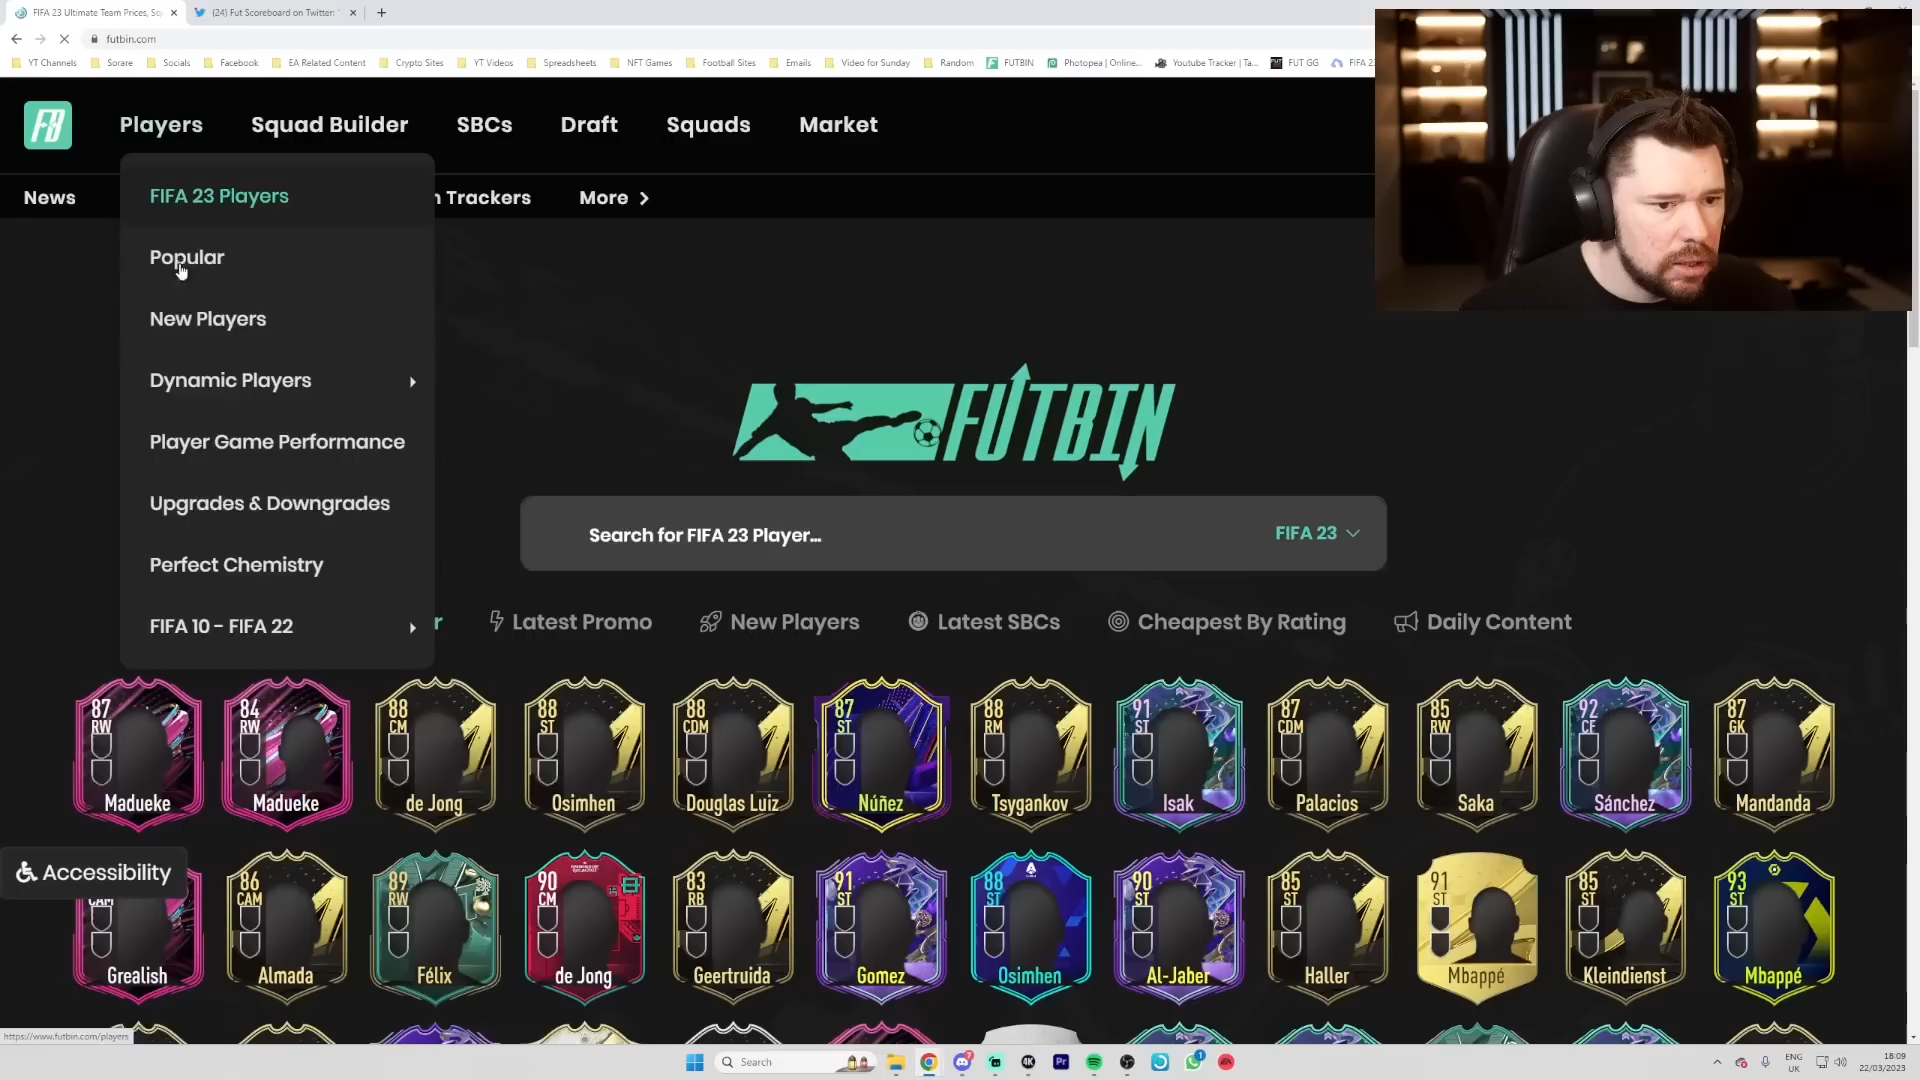 FIFA 23 Ultimate Team Prices, Sq
(24) Fut Scoreboard on Twitter: "
futbin.com
YT Channels
Sorare
Socials
Facebook
EA Related Content
Crypto Sites
YT Videos
Spreadsheets
NFT Games
Football Sites
Emails
Video for Sunday
Random
FUTBIN
Photopea | Online...
Youtube Tracker | Ta...
FUT GG
FIFA 23
Players
Squad Builder
SBCs
Draft
Squads
Market
News
n Trackers
More
FIFA 23 Players
Popular
New Players
Dynamic Players
Player Game Performance
Upgrades & Downgrades
Perfect Chemistry
FIFA 10 - FIFA 22
FUTBIN
Search for FIFA 23 Player...
FIFA 23
r
Latest Promo
New Players
Latest SBCs
Cheapest By Rating
Daily Content
87 RW Madueke
84 RW Madueke
88 CM de Jong
88 ST Osimhen
88 CDM Douglas Luiz
87 ST Núñez
88 RM Tsygankov
91 ST Isak
87 CDM Palacios
85 RW Saka
92 CF Sánchez
87 GK Mandanda
Accessibility
CAM Grealish
86 CAM Almada
89 RW Félix
90 CM de Jong
83 RB Geertruida
91 ST Gomez
88 ST Osimhen
90 ST Al-Jaber
85 ST Haller
91 ST Mbappé
85 ST Kleindienst
93 ST Mbappé
https://www.futbin.com/players
Search
7
4K
Pr
1
EA
ENG
UK
18:09
22/03/2023